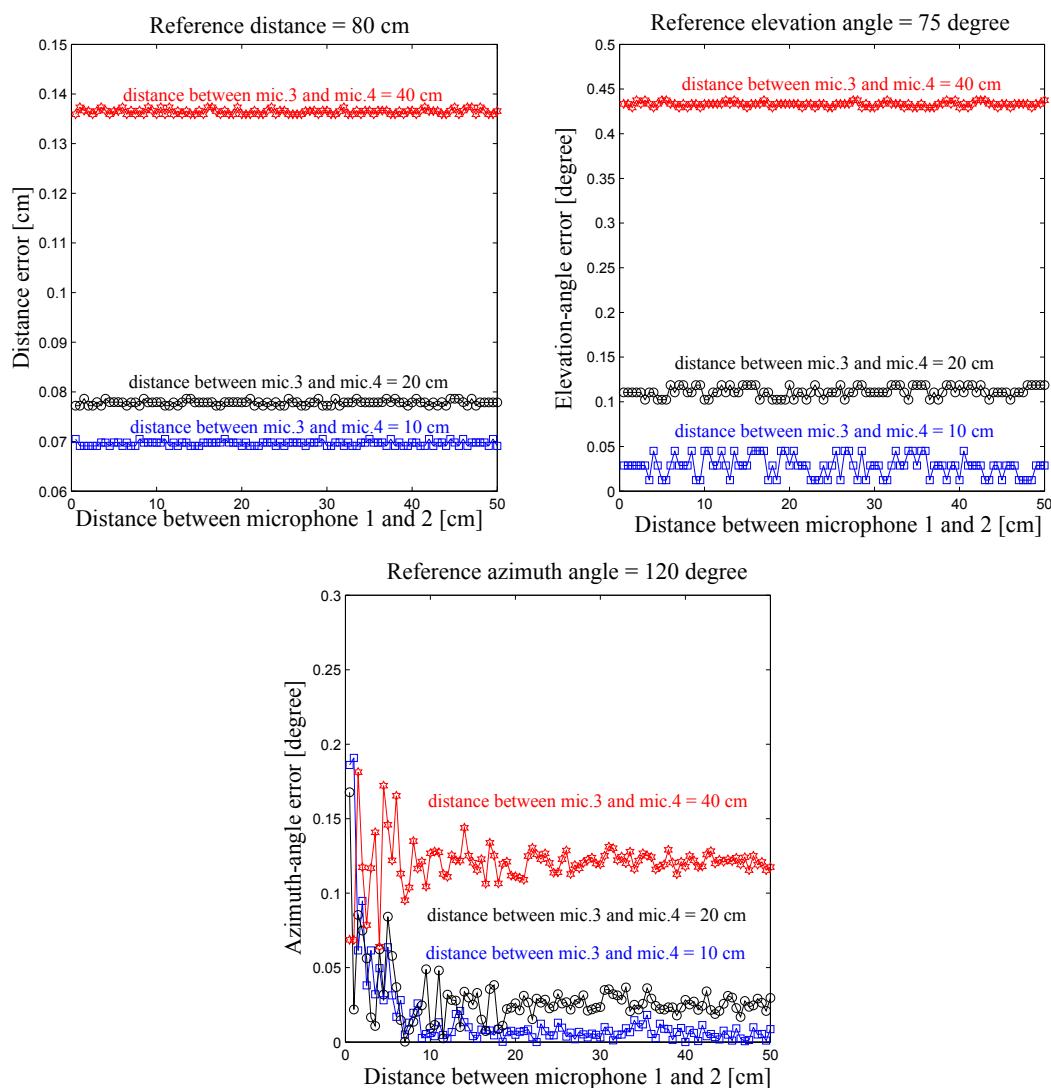 Reference distance = 80 cm
0.15
0.14
0.13
0.12
0.11
0.1
0.09
0.08
0.07
0.06
Distance error [cm]
distance between mic.3 and mic.4 = 40 cm
distance between mic.3 and mic.4 = 20 cm
distance between mic.3 and mic.4 = 10 cm
0 10 20 30 40 50
Distance between microphone 1 and 2 [cm]
Reference elevation angle = 75 degree
0.5
0.45
0.4
0.35
0.3
0.25
0.2
0.15
0.1
0.05
0
Elevation-angle error [degree]
distance between mic.3 and mic.4 = 40 cm
distance between mic.3 and mic.4 = 20 cm
distance between mic.3 and mic.4 = 10 cm
0 10 20 30 40 50
Distance between microphone 1 and 2 [cm]
Reference azimuth angle = 120 degree
0.3
0.25
0.2
0.15
0.1
0.05
0
Azimuth-angle error [degree]
distance between mic.3 and mic.4 = 40 cm
distance between mic.3 and mic.4 = 20 cm
distance between mic.3 and mic.4 = 10 cm
0 10 20 30 40 50
Distance between microphone 1 and 2 [cm]